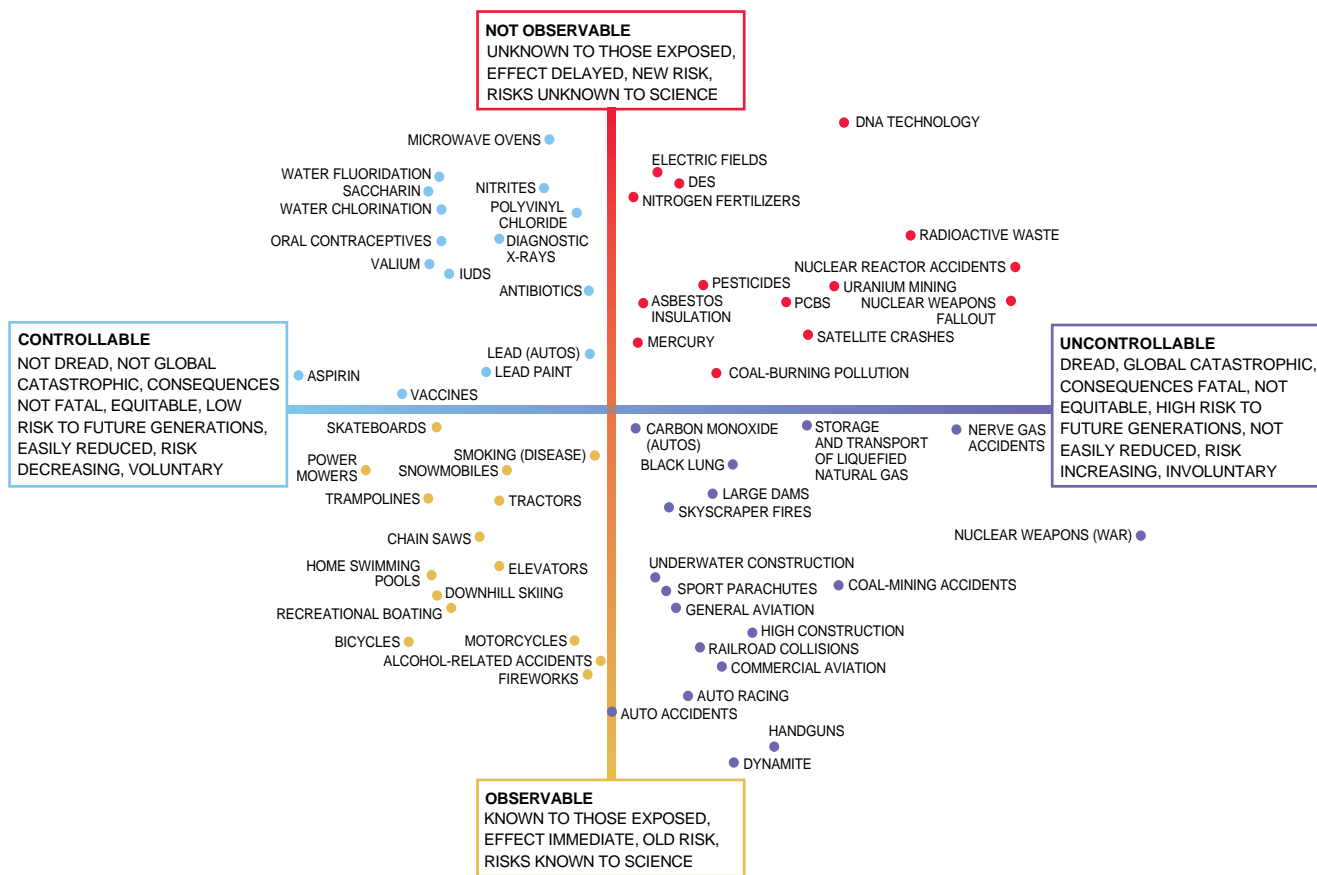 NOT OBSERVABLE
UNKNOWN TO THOSE EXPOSED,
EFFECT DELAYED, NEW RISK,
RISKS UNKNOWN TO SCIENCE
DNA TECHNOLOGY
MICROWAVE OVENS
ELECTRIC FIELDS
WATER FLUORIDATION
DES
SACCHARIN
NITRITES
NITROGEN FERTILIZERS
WATER CHLORINATION
POLYVINYL
CHLORIDE
RADIOACTIVE WASTE
ORAL CONTRACEPTIVES
DIAGNOSTIC
X-RAYS
VALIUM
NUCLEAR REACTOR ACCIDENTS
IUDS
PESTICIDES
URANIUM MINING
ANTIBIOTICS
ASBESTOS
INSULATION
PCBS
NUCLEAR WEAPONS
FALLOUT
SATELLITE CRASHES
MERCURY
LEAD (AUTOS)
LEAD PAINT
COAL-BURNING POLLUTION
ASPIRIN
VACCINES
CONTROLLABLE
NOT DREAD, NOT GLOBAL
CATASTROPHIC, CONSEQUENCES
NOT FATAL, EQUITABLE, LOW
RISK TO FUTURE GENERATIONS,
EASILY REDUCED, RISK
DECREASING, VOLUNTARY
UNCONTROLLABLE
DREAD, GLOBAL CATASTROPHIC,
CONSEQUENCES FATAL, NOT
EQUITABLE, HIGH RISK TO
FUTURE GENERATIONS, NOT
EASILY REDUCED, RISK
INCREASING, INVOLUNTARY
SKATEBOARDS
CARBON MONOXIDE
(AUTOS)
STORAGE
AND TRANSPORT
OF LIQUEFIED
NATURAL GAS
NERVE GAS
ACCIDENTS
SMOKING (DISEASE)
POWER
MOWERS
SNOWMOBILES
BLACK LUNG
TRAMPOLINES
TRACTORS
LARGE DAMS
SKYSCRAPER FIRES
CHAIN SAWS
NUCLEAR WEAPONS (WAR)
HOME SWIMMING
POOLS
ELEVATORS
UNDERWATER CONSTRUCTION
DOWNHILL SKIING
SPORT PARACHUTES
COAL-MINING ACCIDENTS
RECREATIONAL BOATING
GENERAL AVIATION
BICYCLES
MOTORCYCLES
HIGH CONSTRUCTION
RAILROAD COLLISIONS
ALCOHOL-RELATED ACCIDENTS
COMMERCIAL AVIATION
FIREWORKS
AUTO RACING
AUTO ACCIDENTS
HANDGUNS
DYNAMITE
OBSERVABLE
KNOWN TO THOSE EXPOSED,
EFFECT IMMEDIATE, OLD RISK,
RISKS KNOWN TO SCIENCE